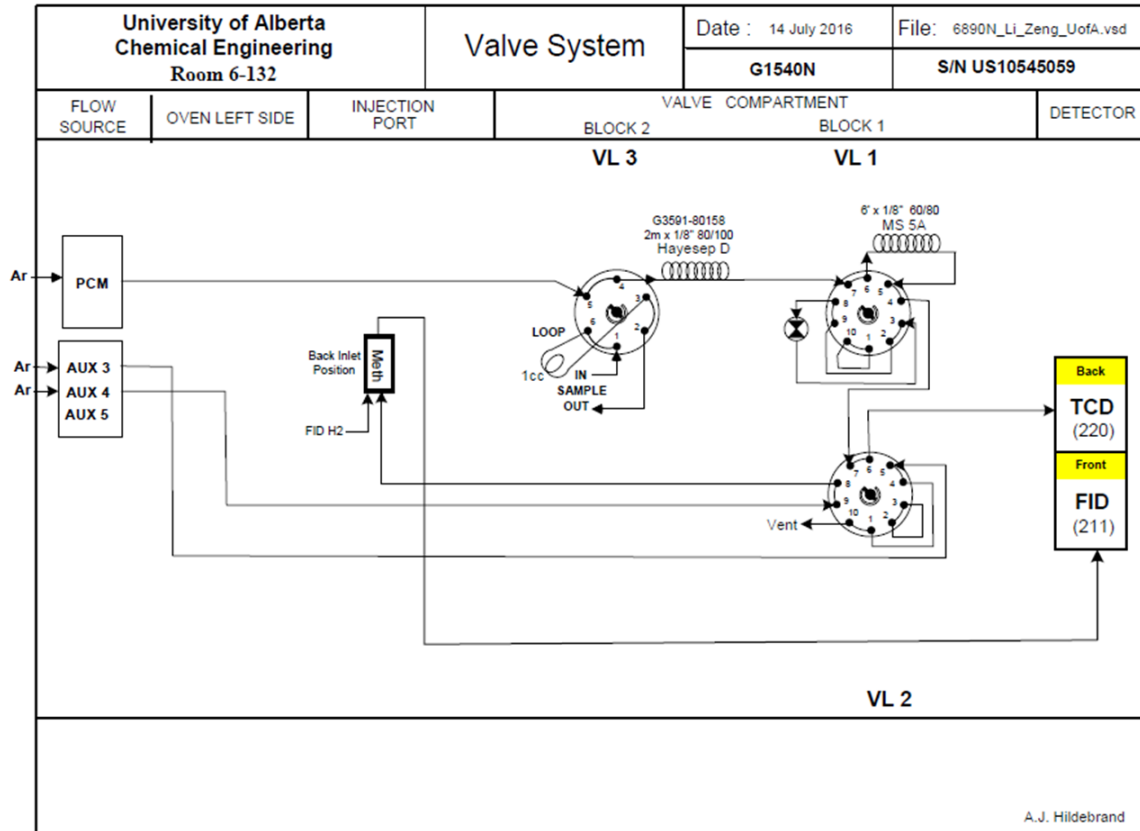 University of Alberta
Chemical Engineering
Room 6-132
Valve System
Date : 14 July 2016
File: 6890N_Li_Zeng_UofA.vsd
G1540N
S/N US10545059
FLOW
SOURCE
OVEN LEFT SIDE
INJECTION
PORT
VALVE COMPARTMENT
BLOCK 2
BLOCK 1
DETECTOR
VL 3
VL 1
G3591-80158
2m x 1/8" 80/100
Hayesep D
6' x 1/8" 60/80
MS 5A
Ar
PCM
4
5
3
6
2
1
LOOP
1cc
IN
SAMPLE
OUT
6
7
5
8
4
9
3
10
2
1
Ar
AUX 3
Ar
AUX 4
AUX 5
Back Inlet
Position
Meth
FID H2
Back
TCD
(220)
Front
FID
(211)
6
7
5
8
4
9
3
10
2
1
Vent
VL 2
A.J. Hildebrand